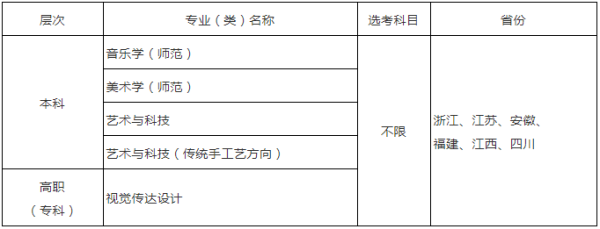 层次 专业（类）名称 选考科目 省份
本科 音乐学（师范） 不限 浙江、江苏、安徽、
福建、江西、四川
美术学（师范）
艺术与科技
艺术与科技（传统手工艺方向）
高职
（专科） 视觉传达设计